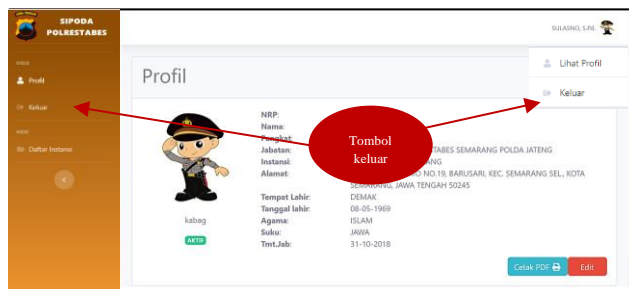 SIPODA
POLRESTABES
Profil
Keluar
Daftar Instansi
SULASNO, S.Pd.
Lihat Profil
Keluar
Profil
kabag
AKTIF
NRP:
Nama:
Pangkat:
Jabatan: TABES SEMARANG POLDA JATENG
Instansi: NG
Alamat: NO.19, BARUSARI, KEC. SEMARANG SEL., KOTA
SEMARANG, JAWA TENGAH 50245
Tempat Lahir: DEMAK
Tanggal lahir: 08-05-1969
Agama: ISLAM
Suku: JAWA
Tmt.Jab: 31-10-2018
Tombol
keluar
Cetak PDF
Edit